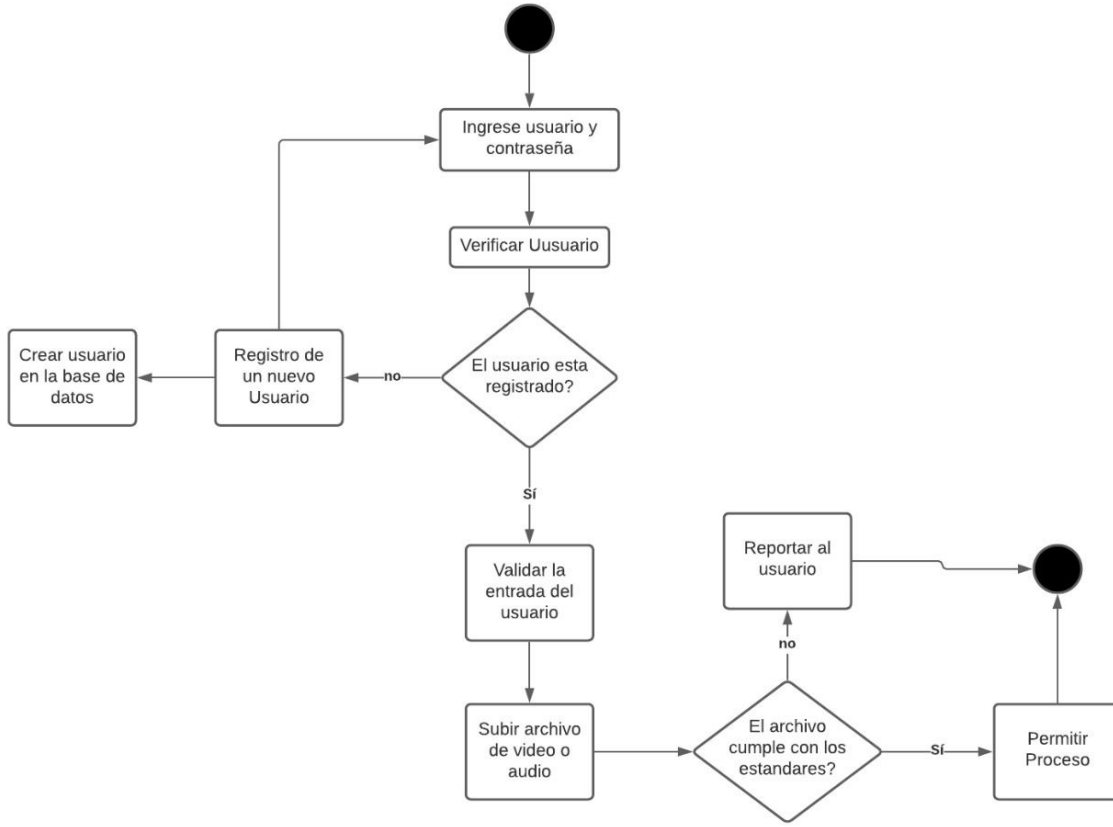 Ingrese usuario y
contraseña
Verificar Uusuario
El usuario esta
registrado?
no
Registro de
un nuevo
Usuario
Crear usuario
en la base de
datos
Sí
Validar la
entrada del
usuario
Subir archivo
de video o
audio
El archivo
cumple con los
estandares?
no
Reportar al
usuario
Sí
Permitir
Proceso